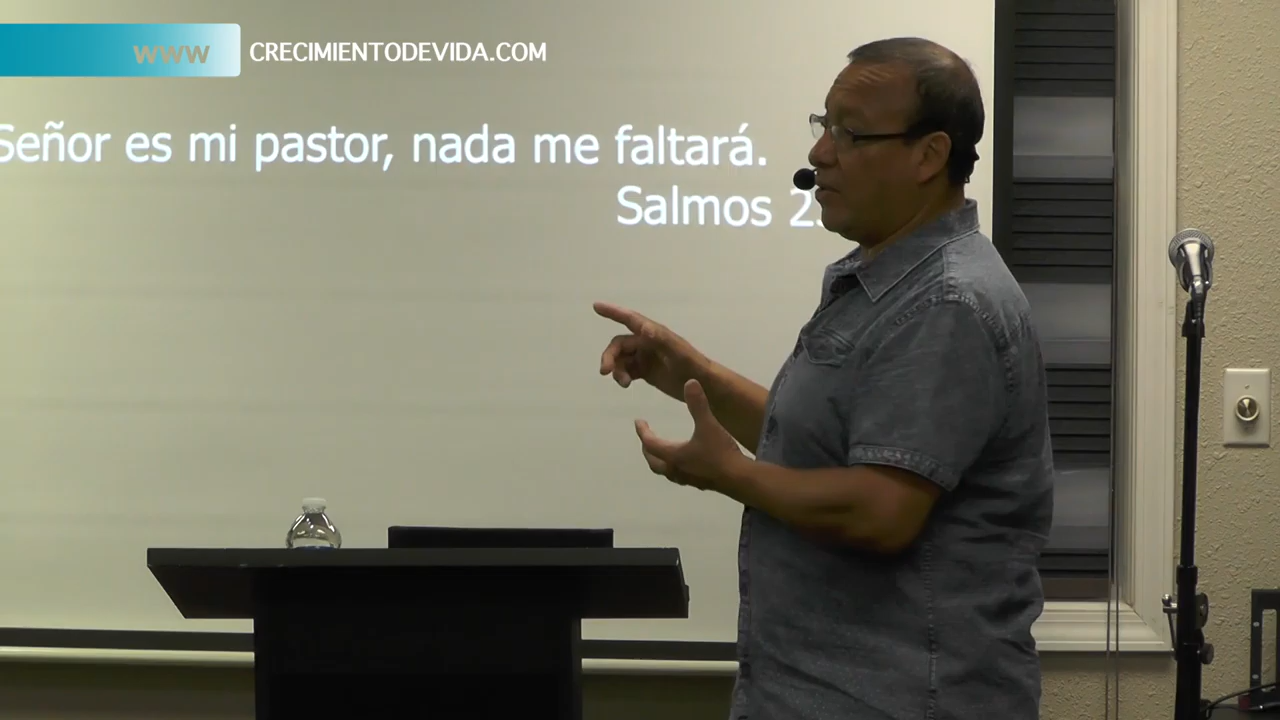 www CRECIMIENTODEVIDA.COM
Señor es mi pastor, nada me faltará.
Salmos